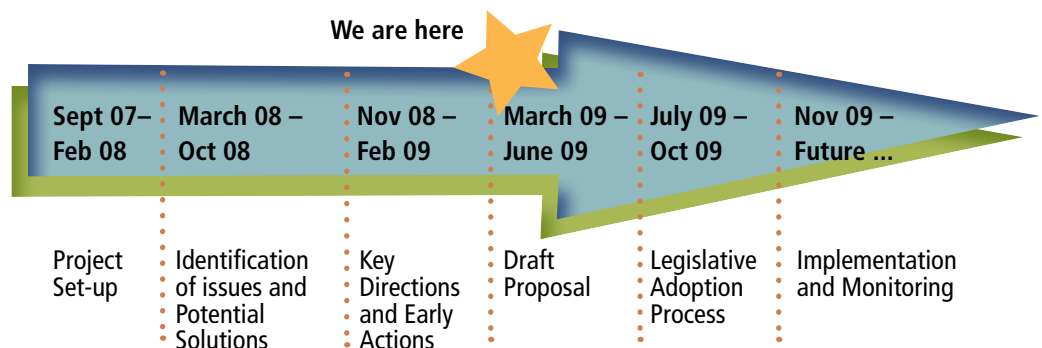 We are here
Sept 07–
Feb 08
March 08 –
Oct 08
Nov 08 –
Feb 09
March 09 –
June 09
July 09 –
Oct 09
Nov 09 –
Future ...
Project
Set-up
Identification
of issues and
Potential
Solutions
Key
Directions
and Early
Actions
Draft
Proposal
Legislative
Adoption
Process
Implementation
and Monitoring